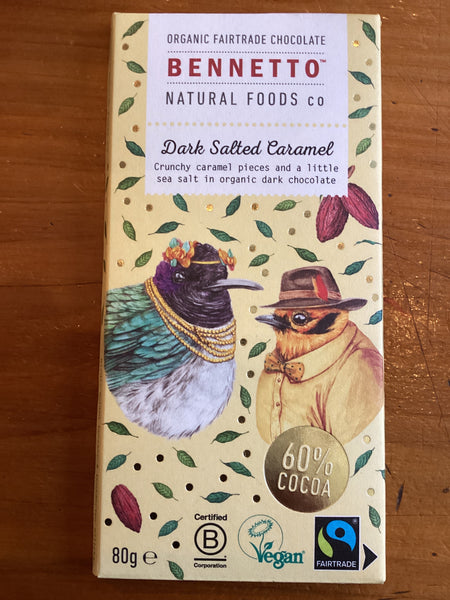 ORGANIC FAIRTRADE CHOCOLATE
BENNETTO™
NATURAL FOODS co
Dark Salted Caramel
Crunchy caramel pieces and a little
sea salt in organic dark chocolate
60%
COCOA
80g ℮
Certified
B
Corporation
Vegan
FAIRTRADE